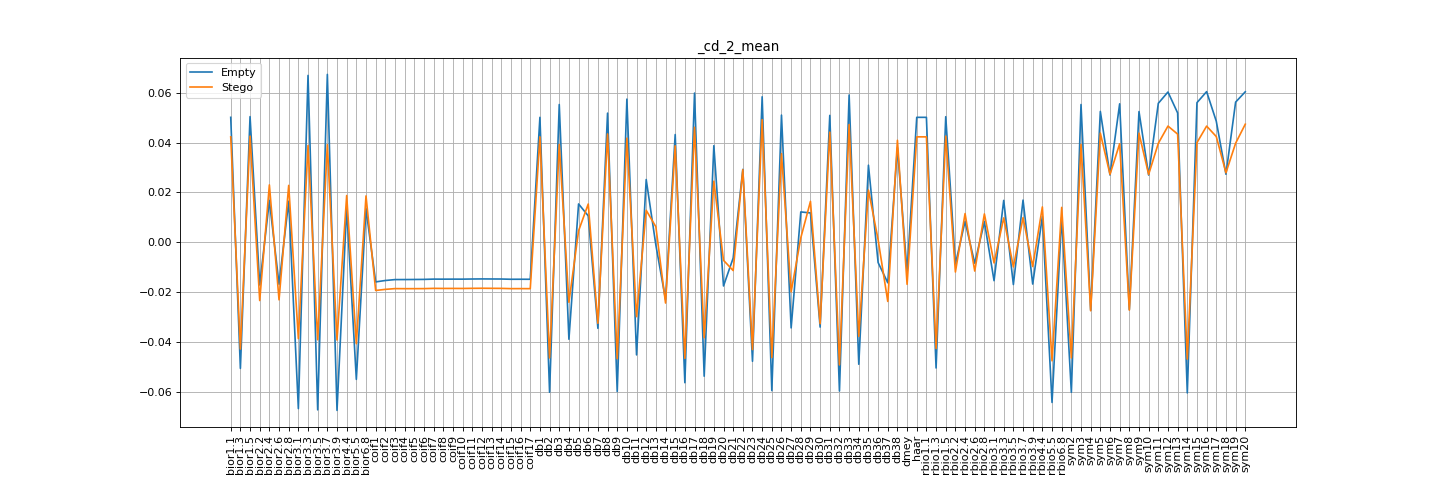 _cd_2_mean
Empty
Stego
0.06
0.04
0.02
0.00
−0.02
−0.04
−0.06
bior1.1
bior1.3
bior1.5
bior2.2
bior2.4
bior2.6
bior2.8
bior3.1
bior3.3
bior3.5
bior3.7
bior3.9
bior4.4
bior5.5
bior6.8
coif1
coif2
coif3
coif4
coif5
coif6
coif7
coif8
coif9
coif10
coif11
coif12
coif13
coif14
coif15
coif16
coif17
db1
db2
db3
db4
db5
db6
db7
db8
db9
db10
db11
db12
db13
db14
db15
db16
db17
db18
db19
db20
db21
db22
db23
db24
db25
db26
db27
db28
db29
db30
db31
db32
db33
db34
db35
db36
db37
db38
dmey
haar
rbio1.1
rbio1.3
rbio1.5
rbio2.2
rbio2.4
rbio2.6
rbio2.8
rbio3.1
rbio3.3
rbio3.5
rbio3.7
rbio3.9
rbio4.4
rbio5.5
rbio6.8
sym2
sym3
sym4
sym5
sym6
sym7
sym8
sym9
sym10
sym11
sym12
sym13
sym14
sym15
sym16
sym17
sym18
sym19
sym20